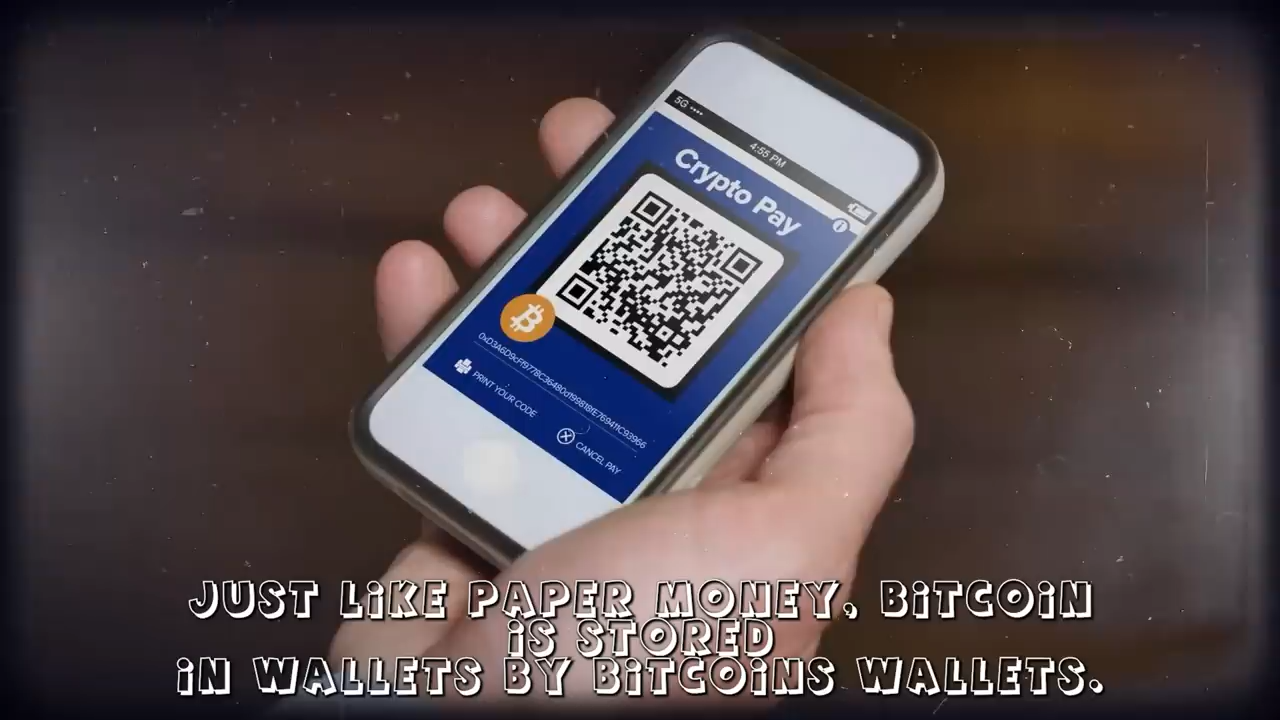 5G
4:55 PM
Crypto Pay
PRINT YOUR CODE
CANCEL PAY
JUST LIKE PAPER MONEY, BITCOIN
IS STORED
IN WALLETS BY BITCOINS WALLETS.